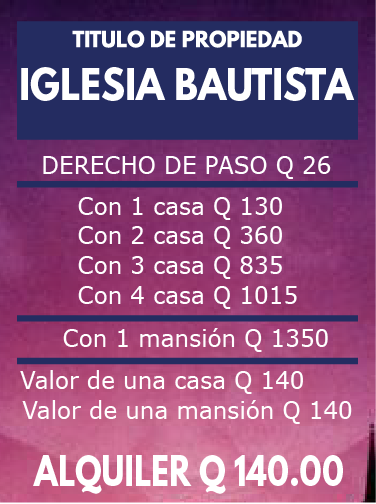 TITULO DE PROPIEDAD
IGLESIA BAUTISTA
DERECHO DE PASO Q 26
Con 1 casa Q 130
Con 2 casa Q 360
Con 3 casa Q 835
Con 4 casa Q 1015
Con 1 mansión Q 1350
Valor de una casa Q 140
Valor de una mansión Q 140
ALQUILER Q 140.00